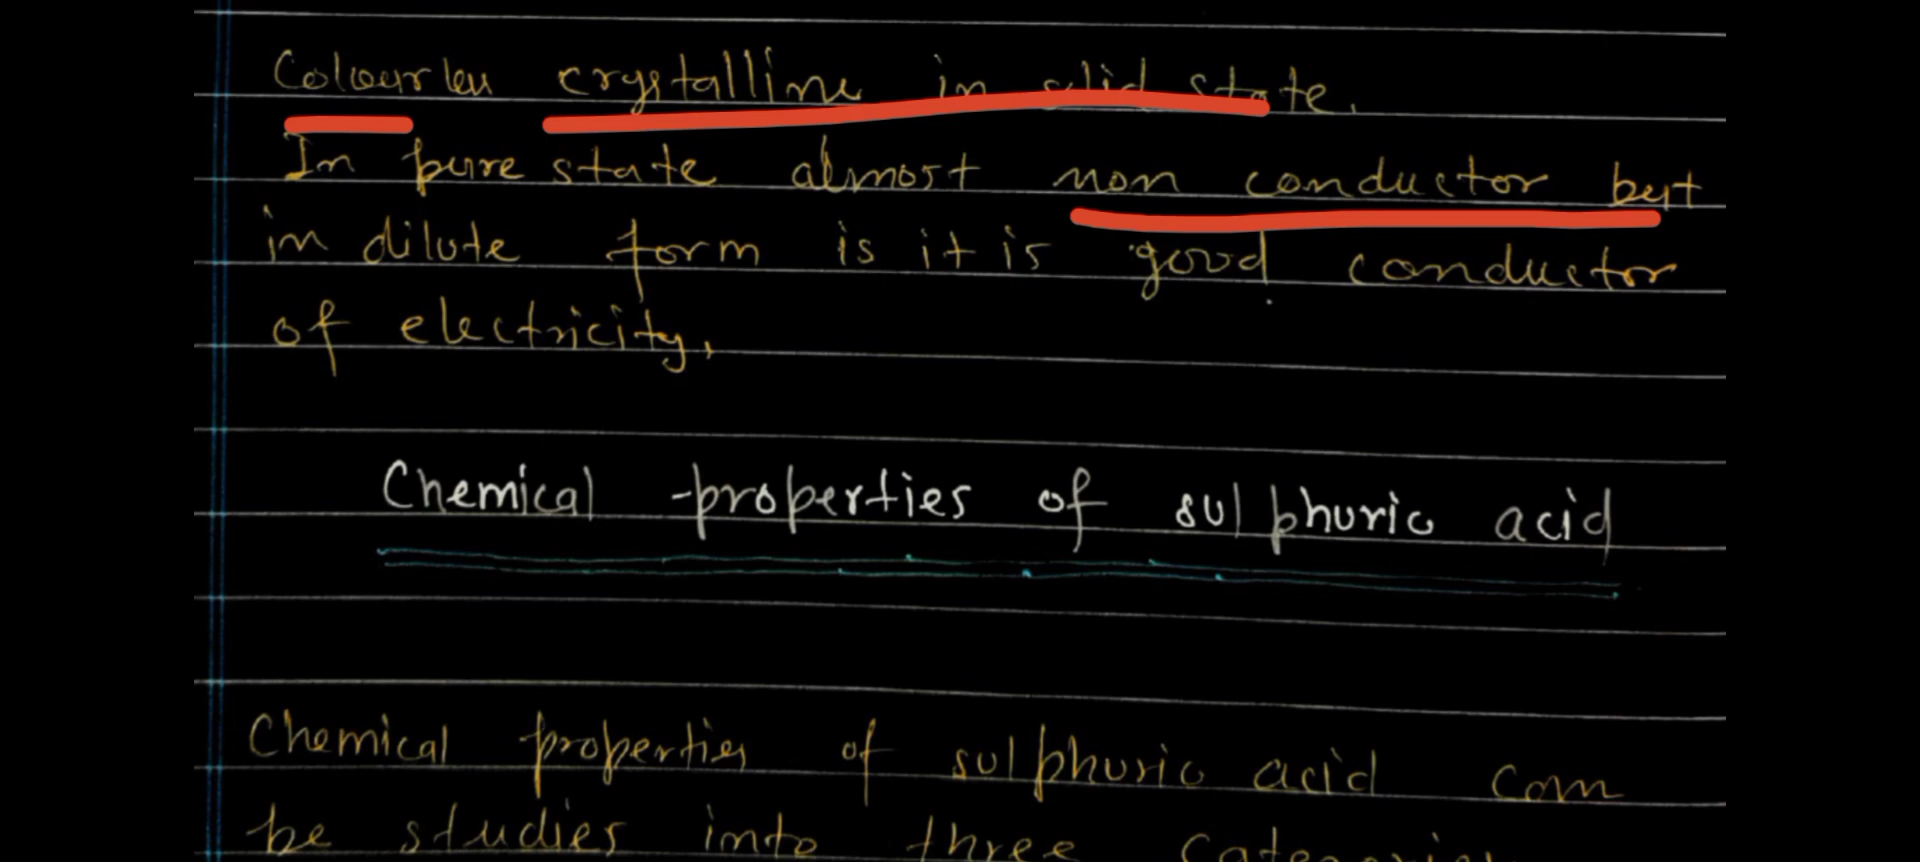 Colourless crystalline in solid state.
In pure state almost non conductor but
in dilute form is it is good conductor
of electricity,
Chemical properties of sulphuric acid
Chemical properties of sulphuric acid can
be studies into three categories